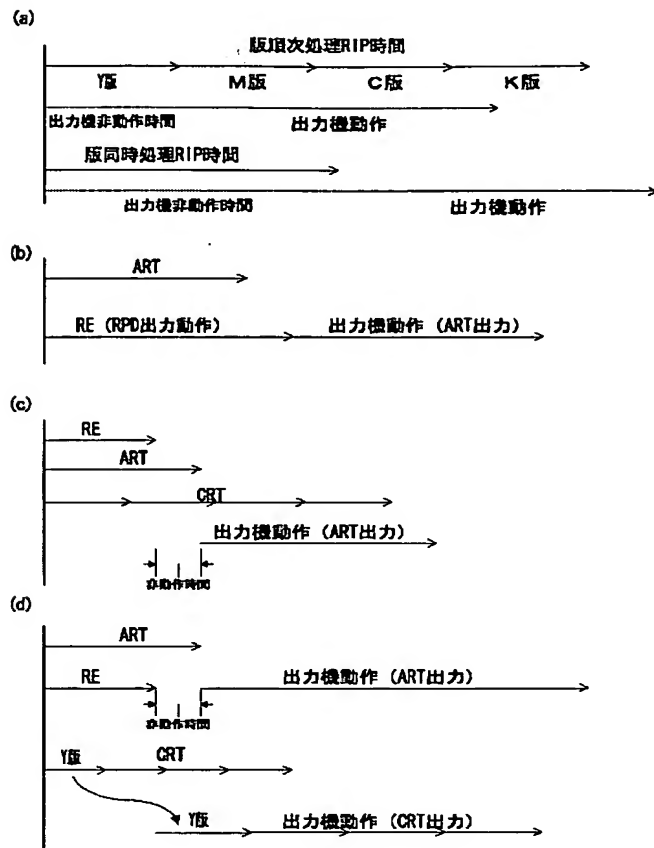 (a)
版順次処理RIP時間
Y版 M版 C版 K版
出力機非動作時間 出力機動作
版同時処理RIP時間
出力機非動作時間 出力機動作
(b)
ART
RE (RPD出力動作) 出力機動作 (ART出力)
(c)
RE
ART
CRT
出力機動作 (ART出力)
非動作時間
(d)
ART
RE 出力機動作 (ART出力)
非動作時間
Y版 CRT
Y版 出力機動作 (CRT出力)